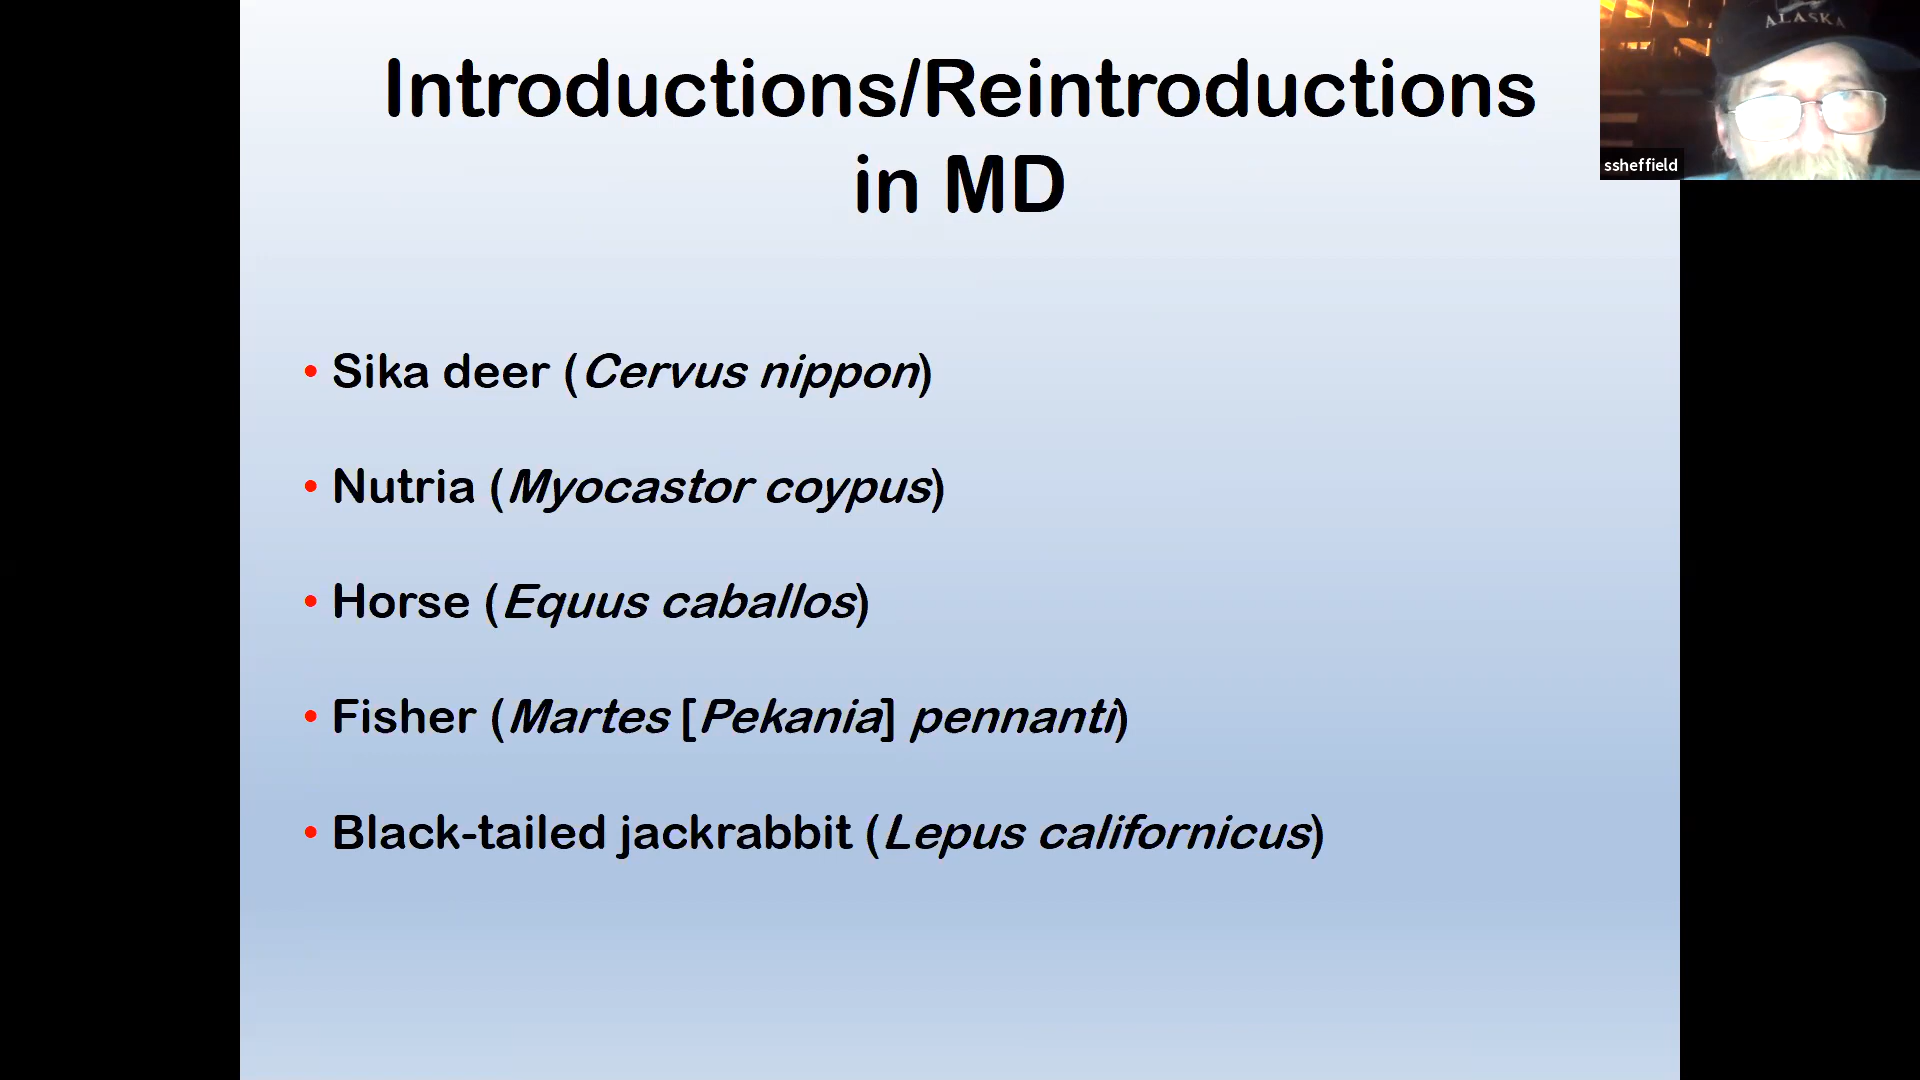 Introductions/Reintroductions
in MD
• Sika deer (Cervus nippon)
• Nutria (Myocastor coypus)
• Horse (Equus caballos)
• Fisher (Martes [Pekania] pennanti)
• Black-tailed jackrabbit (Lepus californicus)
ALASKA
ssheffield